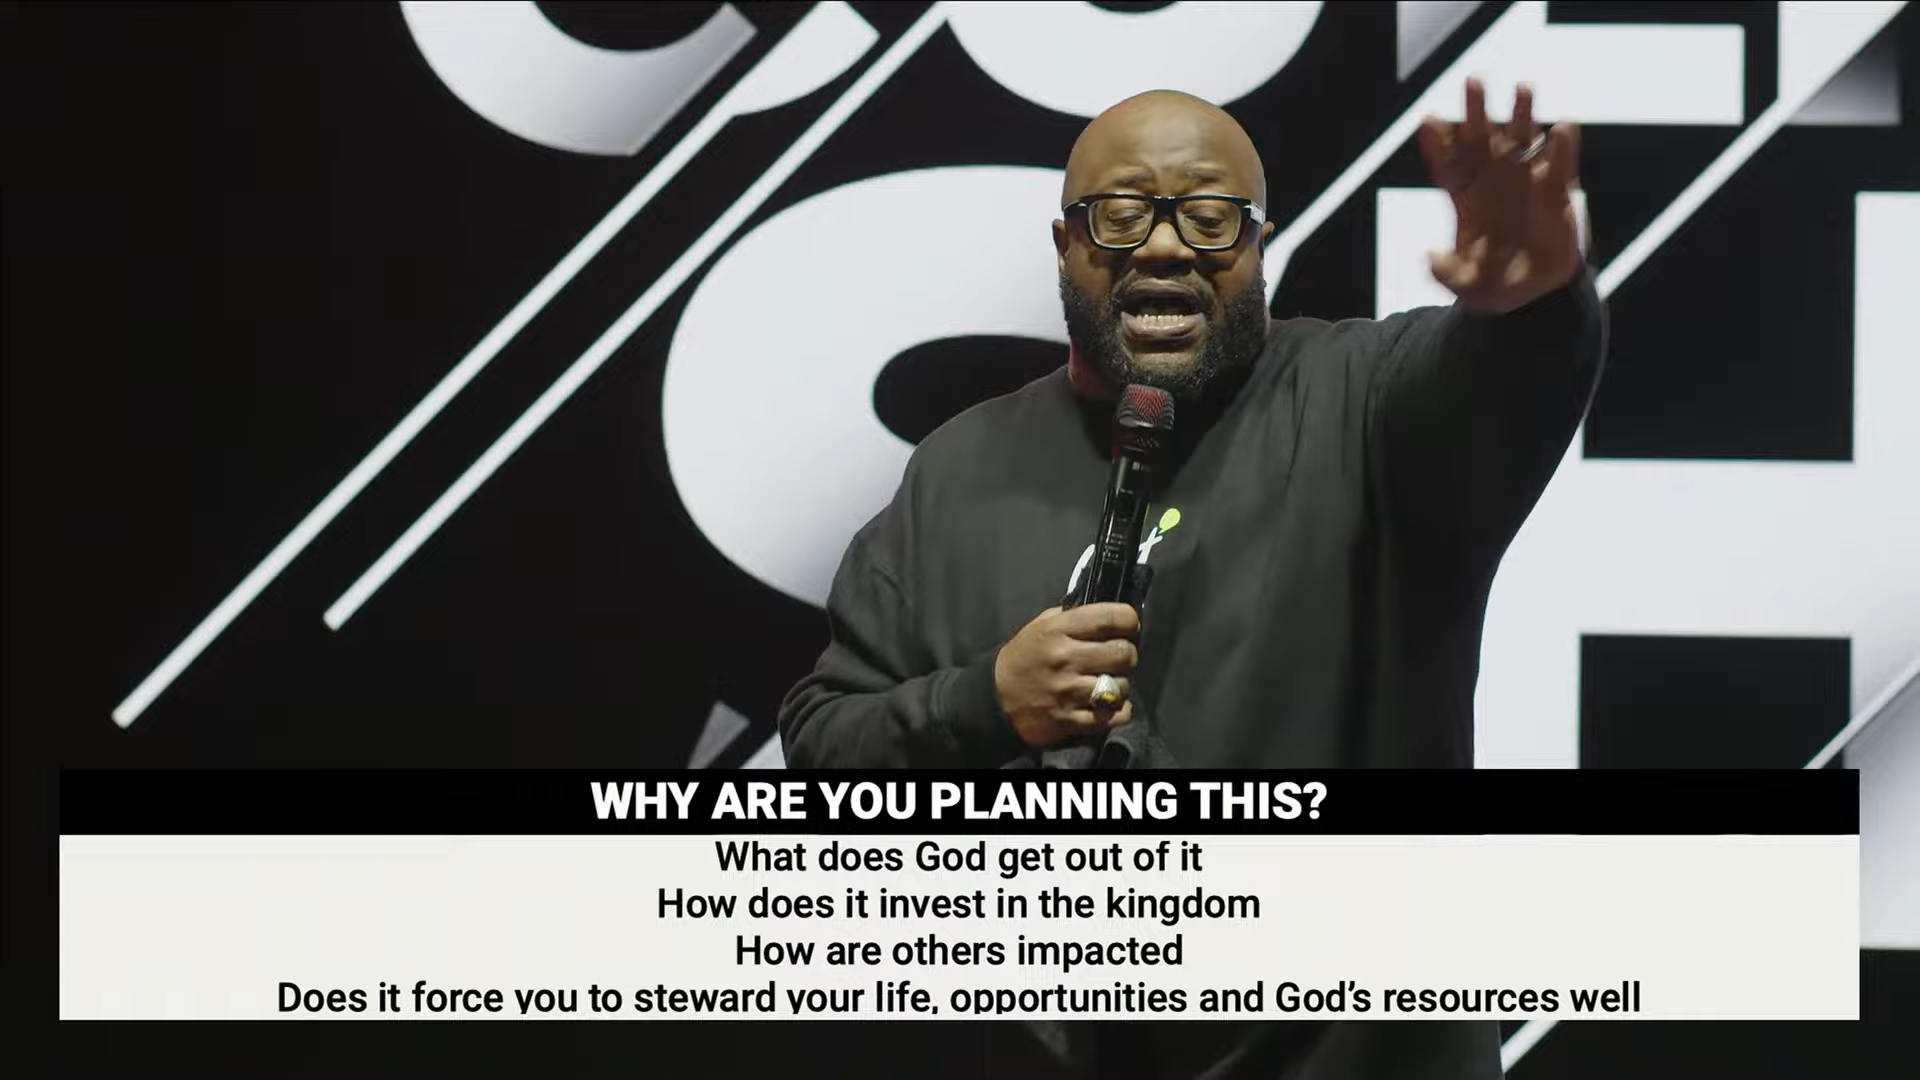 WHY ARE YOU PLANNING THIS?
What does God get out of it
How does it invest in the kingdom
How are others impacted
Does it force you to steward your life, opportunities and God's resources well